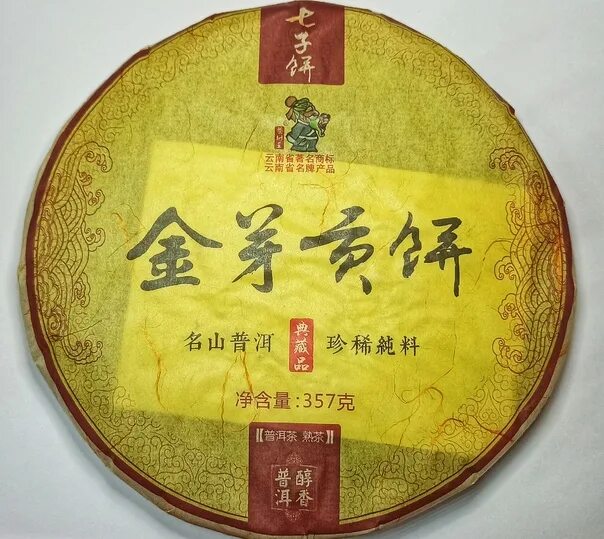 七子饼
云南省著名商标
云南省名牌产品
金芽贡饼
名山普洱 典藏品 珍稀純料
净含量:357克
普洱茶 熟茶
普洱 醇香